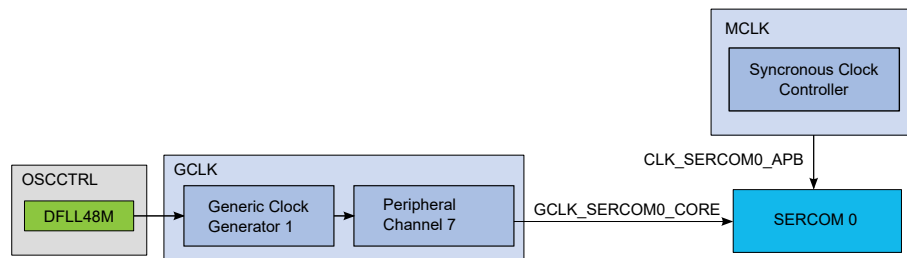 MCLK
Syncronous Clock
Controller
CLK_SERCOM0_APB
OSCCTRL
DFLL48M
GCLK
Generic Clock
Generator 1
Peripheral
Channel 7
GCLK_SERCOM0_CORE
SERCOM 0